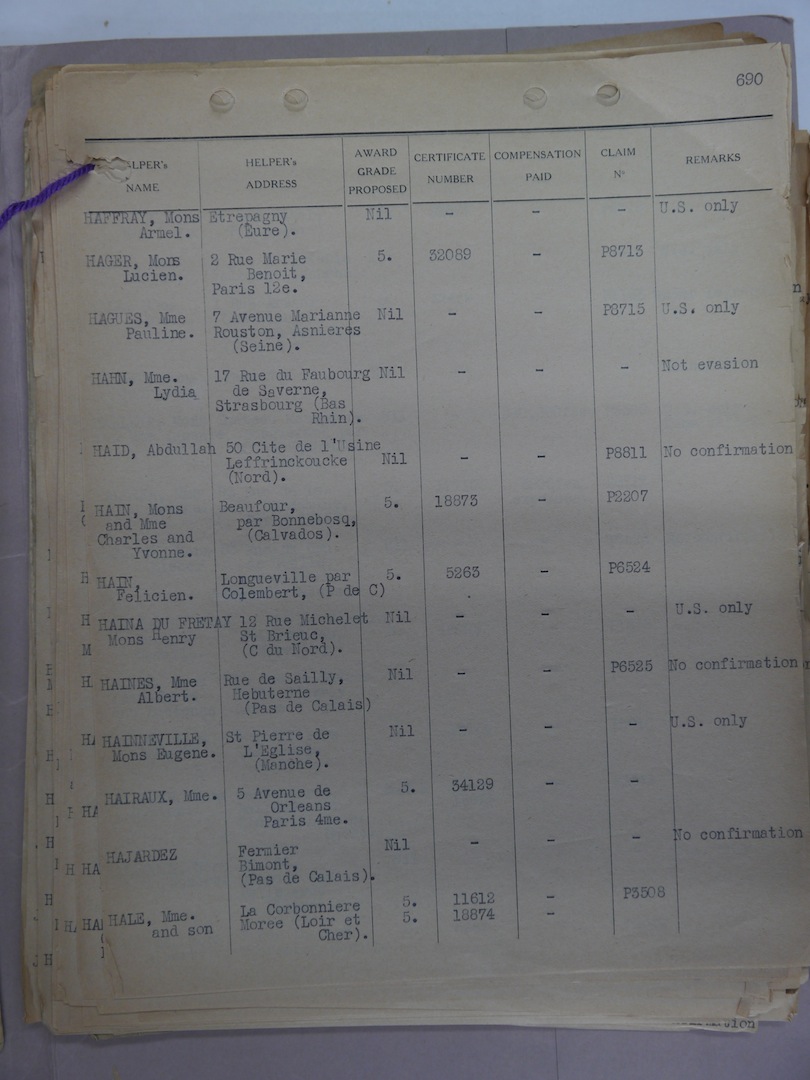 690
HELPER's NAME
HELPER's ADDRESS
AWARD GRADE PROPOSED
CERTIFICATE NUMBER
COMPENSATION PAID
CLAIM Nº
REMARKS
HAFFRAY, Mons Etrepagny Nil - - - U.S. only
Armel. (Eure).
HAGER, Mons 2 Rue Marie 5. 32089 - P8713
Lucien. Benoit,
Paris 12e.
HAGUES, Mme 7 Avenue Marianne Nil - - P8715 U.S. only
Pauline. Rouston, Asnieres
(Seine).
HAHN, Mme. 17 Rue du Faubourg Nil - - - Not evasion
Lydia de Saverne,
Strasbourg (Bas
Rhin).
HAID, Abdullah 50 Cite de l'Usine
Leffrinckoucke Nil - - P8811 No confirmation
(Nord).
HAIN, Mons Beaufour, 5. 18873 - P2207
and Mme par Bonnebosq,
Charles and (Calvados).
Yvonne.
HAIN, Longueville par 5. 5263 - P6524
Felicien. Colembert, (P de C)
HAINA DU FRETAY 12 Rue Michelet Nil - - - U.S. only
Mons Henry St Brieuc,
(C du Nord).
HAINES, Mme Rue de Sailly, Nil - - P6525 No confirmation
Albert. Hebuterne
(Pas de Calais)
HAINNEVILLE, St Pierre de Nil - - - U.S. only
Mons Eugene. L'Eglise,
(Manche).
HAIRAUX, Mme. 5 Avenue de 5. 34129 - -
Orleans
Paris 4me.
HAJARDEZ Fermier Nil - - - No confirmation
Bimont,
(Pas de Calais).
HALE, Mme. La Corbonniere 5. 11612 - P3508
and son Moree (Loir et 5. 18874 -
Cher).